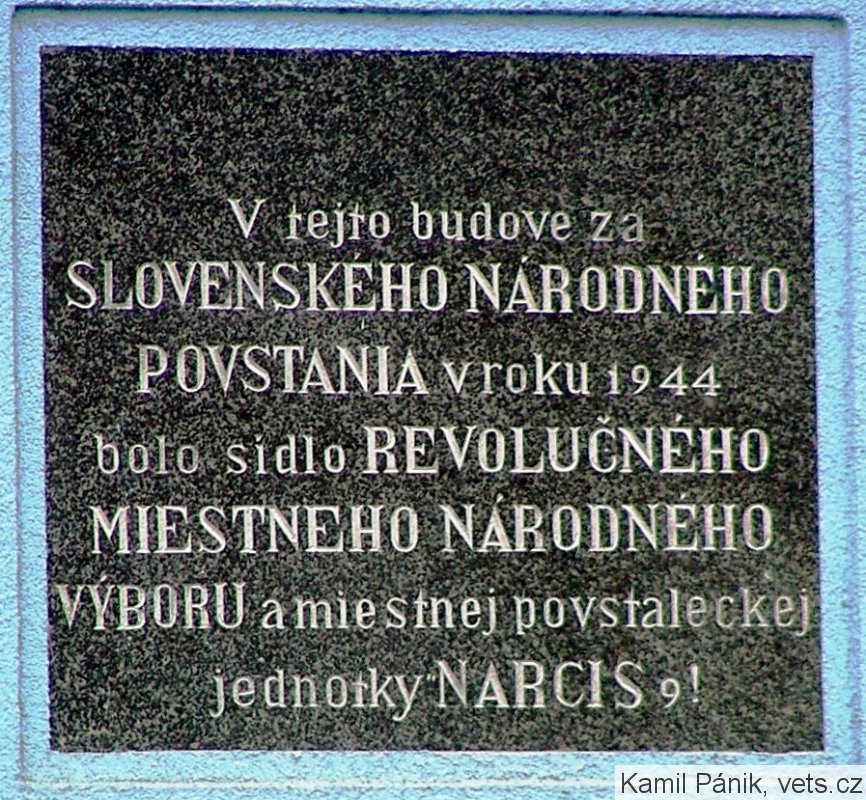 V tejto budove za
SLOVENSKÉHO NÁRODNÉHO
POVSTANIA v roku 1944
bolo sídlo REVOLUČNÉHO
MIESTNEHO NÁRODNÉHO
VÝBORU a miestnej povstaleckej
jednotky "NARCIS 9!
Kamil Pánik, vets.cz